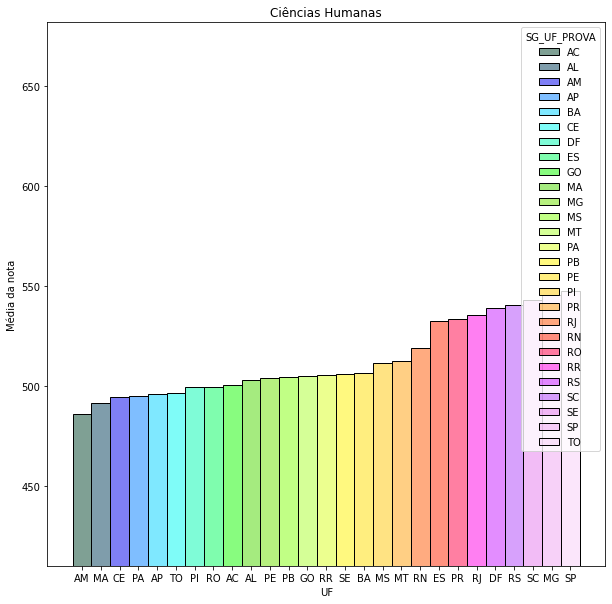 Ciências Humanas
SG_UF_PROVA
AC
AL
AM
AP
BA
CE
DF
ES
GO
MA
MG
MS
MT
PA
PB
PE
PI
PR
RJ
RN
RO
RR
RS
SC
SE
SP
TO
650
600
550
500
450
Média da nota
AM MA CE PA AP TO PI RO AC AL PE PB GO RR SE BA MS MT RN ES PR RJ DF RS SC MG SP
UF